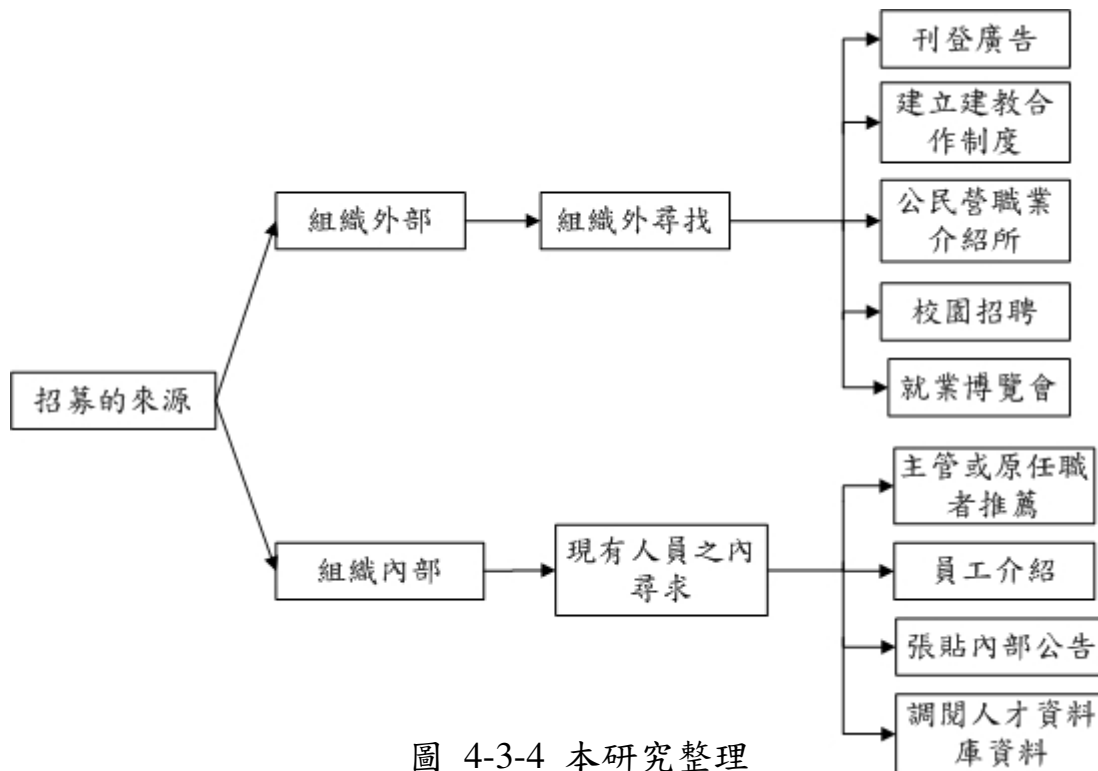 刊登廣告
建立建教合
作制度
組織外部
組織外尋找
公民營職業
介紹所
校園招聘
招募的來源
就業博覽會
主管或原任職
者推薦
組織內部
現有人員之內
尋求
員工介紹
張貼內部公告
調閱人才資料
庫資料
圖 4-3-4 本研究整理